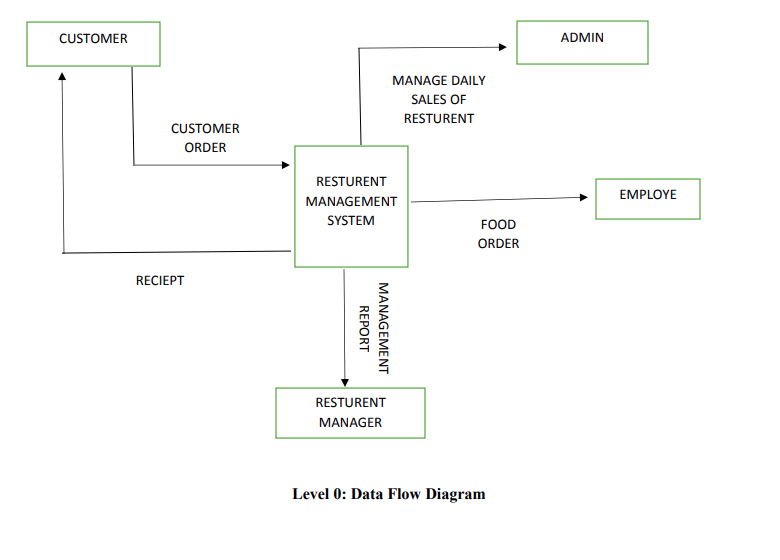 CUSTOMER
ADMIN
MANAGE DAILY
SALES OF
RESTURENT
CUSTOMER
ORDER
RESTURENT
MANAGEMENT
SYSTEM
EMPLOYE
FOOD
ORDER
RECIEPT
MANAGEMENT
REPORT
RESTURENT
MANAGER
Level 0: Data Flow Diagram